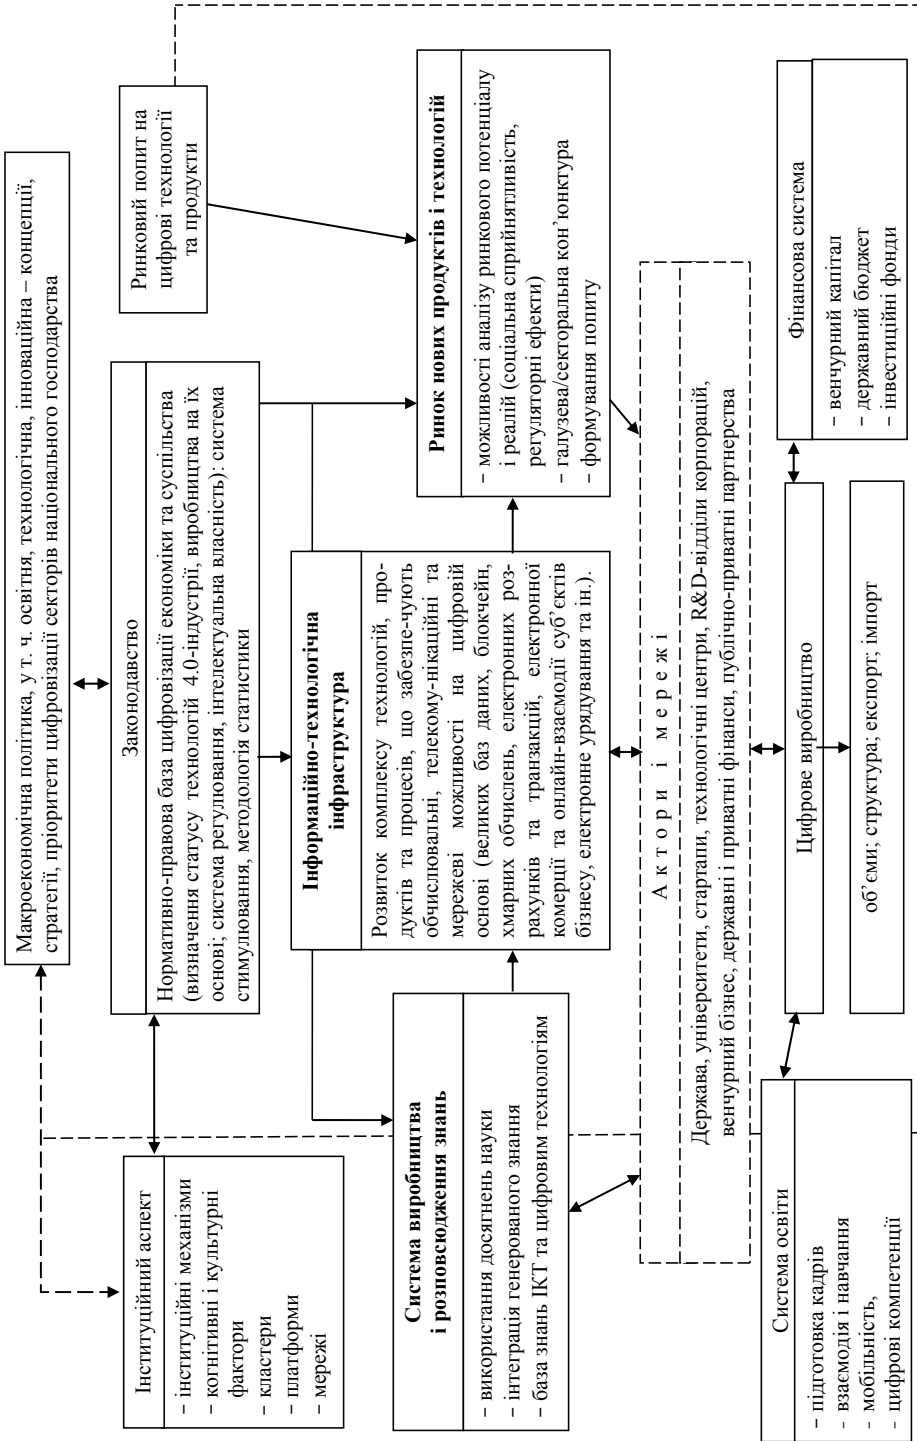 Макроекономічна політика, у т. ч. освітня, технологічна, інноваційна – концепції,
стратегії, пріоритети цифровізації секторів національного господарства
Інституційний аспект
– інституційні механізми
– когнітивні і культурні
фактори
– кластери
– платформи
– мережі
Законодавство
Нормативно-правова база цифровізації економіки та суспільства
(визначення статусу технологій 4.0-індустрії, виробництва на їх
основі; система регулювання, інтелектуальна власність): система
стимулювання, методологія статистики
Ринковий попит на
цифрові технології
та продукти
Система виробництва
і розповсюдження знань
– використання досягнень науки
– інтеграція генерованого знання
– база знань ІКТ та цифровим технологіям
Інформаційно-технологічна
інфраструктура
Розвиток комплексу технологій, про-
дуктів та процесів, що забезпе-чують
обчислювальні, телекому-нікаційні та
мережеві можливості на цифровій
основі (великих баз даних, блокчейн,
хмарних обчислень, електронних роз-
рахунків та транзакцій, електронної
комерції та онлайн-взаємодії суб’єктів
бізнесу, електронне урядування та ін.).
Ринок нових продуктів і технологій
– можливості аналізу ринкового потенціалу
і реалій (соціальна сприйнятливість,
регуляторні ефекти)
– галузева/секторальна кон’юнктура
– формування попиту
Актори і мережі
Держава, університети, стартапи, технологічні центри, R&D-відділи корпорацій,
венчурний бізнес, державні і приватні фінанси, публічно-приватні партнерства
Система освіти
– підготовка кадрів
- взаємодія і навчання
– мобільність,
- цифрові компетенції
Цифрове виробництво
об’єми; структура; експорт; імпорт
Фінансова система
– венчурний капітал
– державний бюджет
– інвестиційні фонди